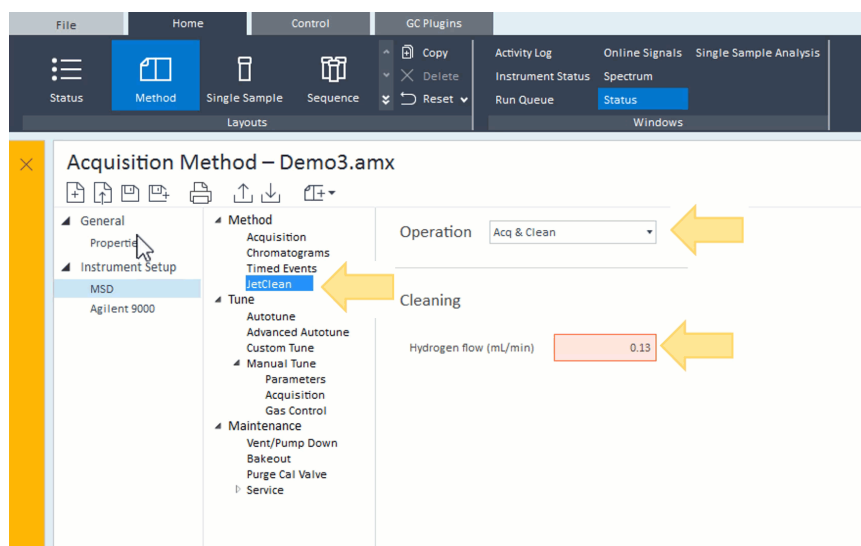 File Home Control GC Plugins
Copy Activity Log Online Signals Single Sample Analysis
Delete Instrument Status Spectrum
Status Method Single Sample Sequence Reset Run Queue Status
Layouts Windows
Acquisition Method – Demo3.amx
General
Properties
Instrument Setup
MSD
Agilent 9000
Method
Acquisition
Chromatograms
Timed Events
JetClean
Tune
Autotune
Advanced Autotune
Custom Tune
Manual Tune
Parameters
Acquisition
Gas Control
Maintenance
Vent/Pump Down
Bakeout
Purge Cal Valve
Service
Operation Acq & Clean
Cleaning
Hydrogen flow (mL/min) 0.13